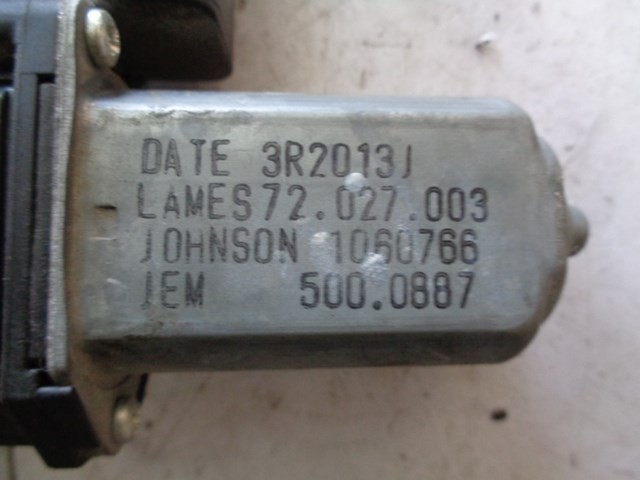 DATE 3R2013J
LAMES72.027.003
JOHNSON 1060766
JEM 500.0887